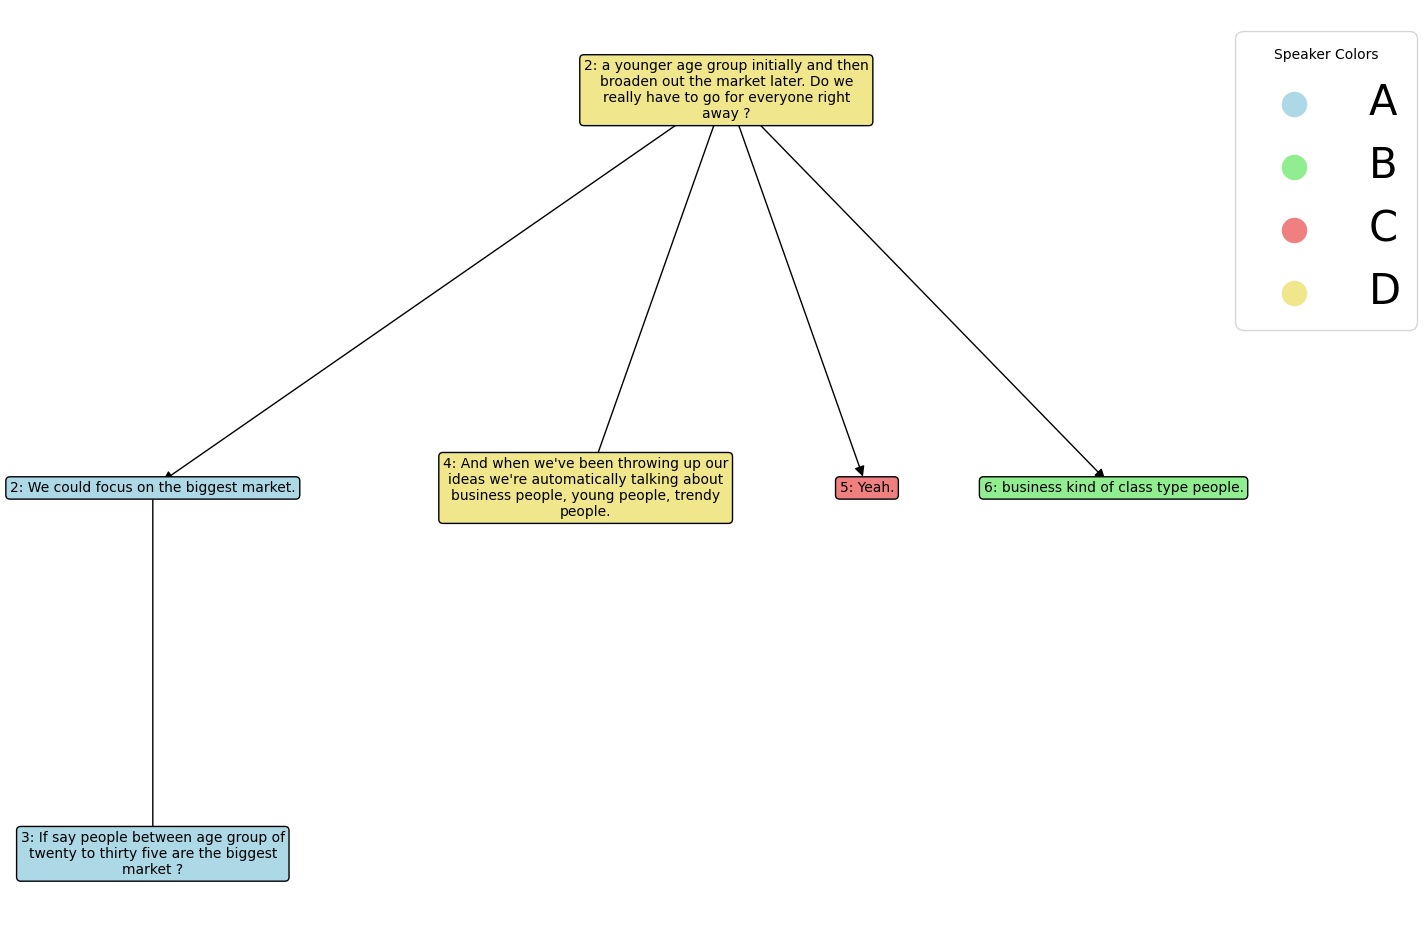 2: a younger age group initially and then
broaden out the market later. Do we
really have to go for everyone right
away ?
Speaker Colors
A
B
C
D
2: We could focus on the biggest market.
4: And when we've been throwing up our
ideas we're automatically talking about
business people, young people, trendy
people.
5: Yeah.
6: business kind of class type people.
3: If say people between age group of
twenty to thirty five are the biggest
market ?